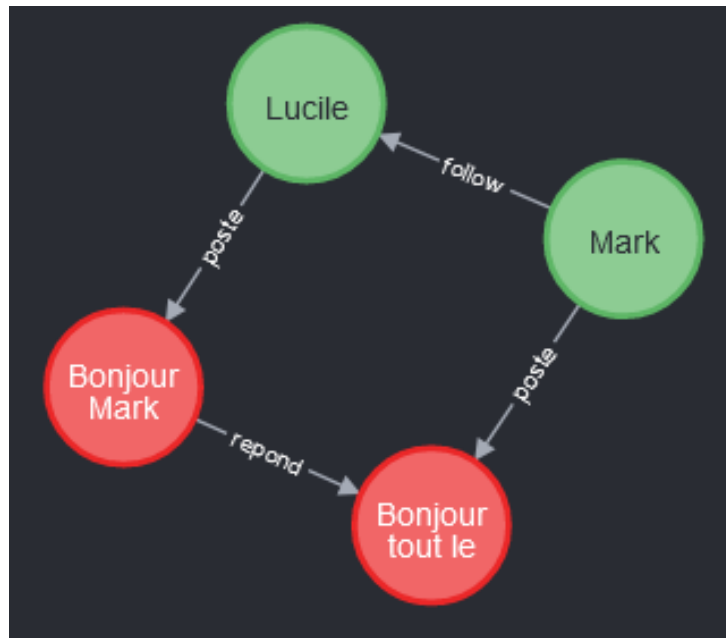 Lucile
follow
Mark
poste
poste
Bonjour
Mark
repond
Bonjour
tout le